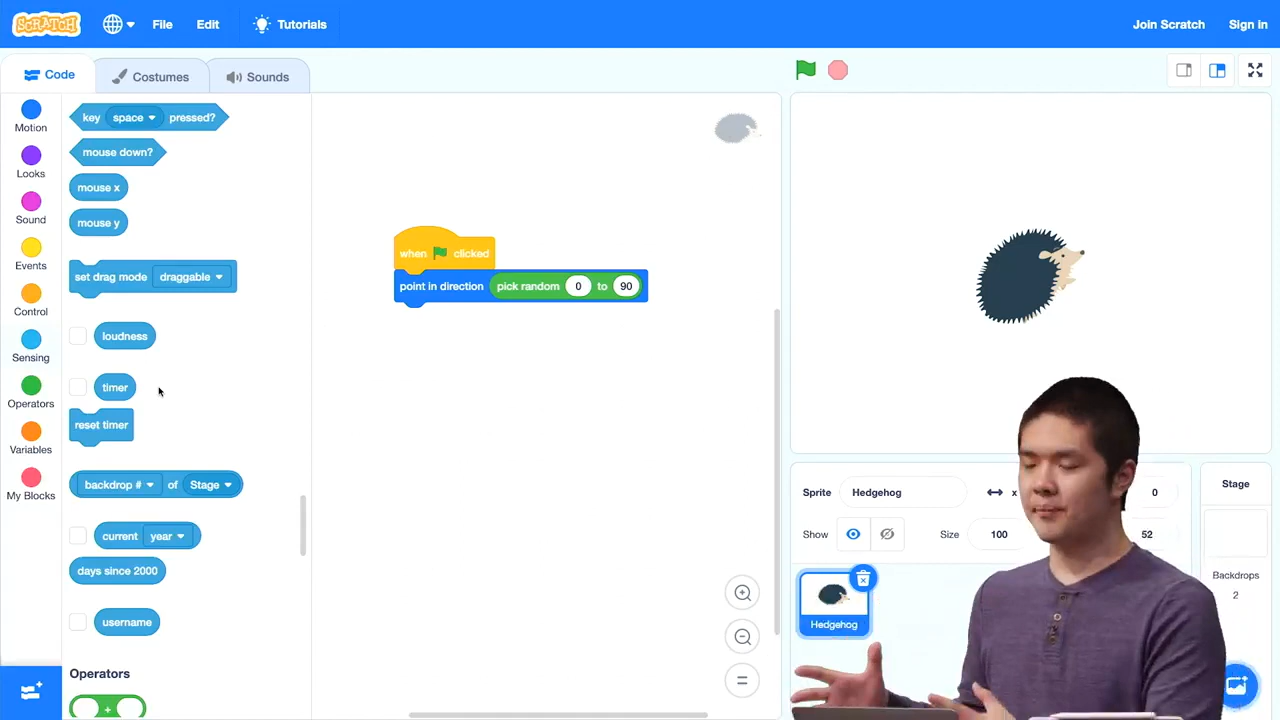 SCRATCH File Edit Tutorials Join Scratch Sign in
Code Costumes Sounds
Motion
Looks
Sound
Events
Control
Sensing
Operators
Variables
My Blocks
key space pressed?
mouse down?
mouse x
mouse y
set drag mode draggable
loudness
timer
reset timer
backdrop # of Stage
current year
days since 2000
username
Operators
+
when clicked
point in direction pick random 0 to 90
Sprite Hedgehog x 0
Show Size 100 52
Hedgehog
Stage
Backdrops
2